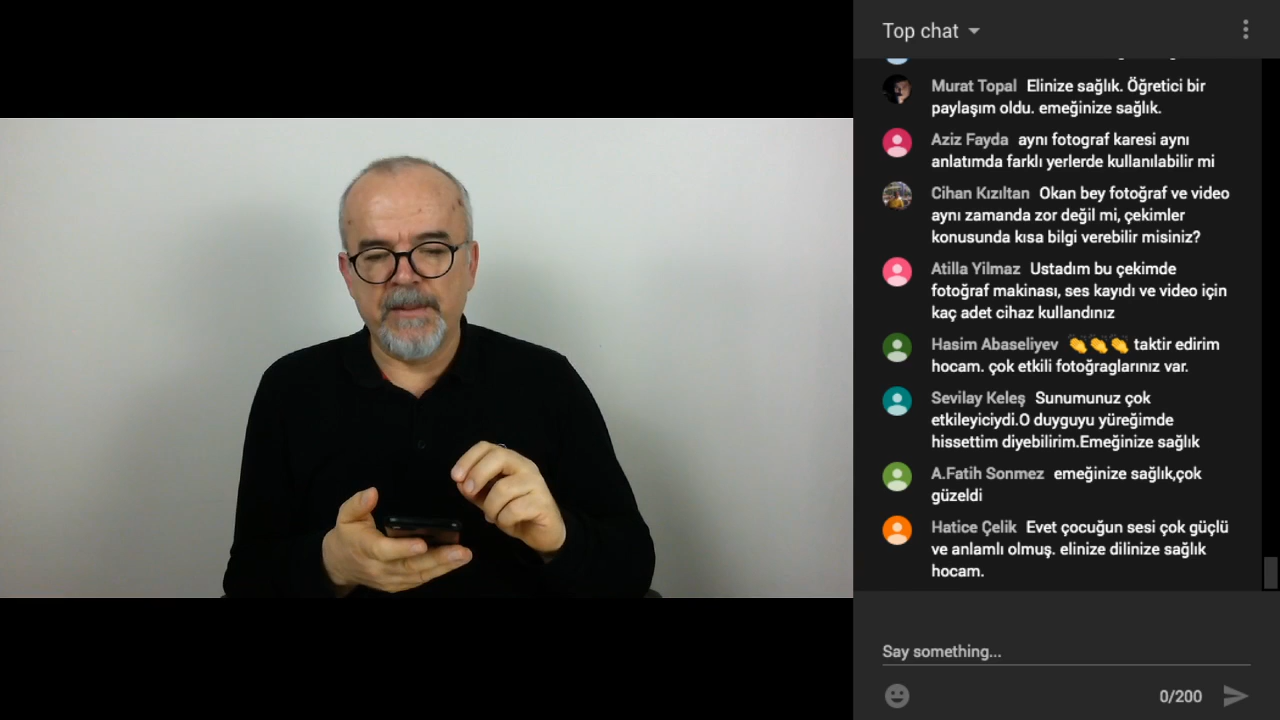 Top chat
Murat Topal Elinize sağlık. Öğretici bir
paylaşım oldu. emeğinize sağlık.
Aziz Fayda aynı fotograf karesi aynı
anlatımda farklı yerlerde kullanılabilir mi
Cihan Kızıltan Okan bey fotoğraf ve video
aynı zamanda zor değil mi, çekimler
konusunda kısa bilgi verebilir misiniz?
Atilla Yilmaz Ustadım bu çekimde
fotoğraf makinası, ses kayıdı ve video için
kaç adet cihaz kullandınız
Hasim Abaseliyev 👏👏👏 taktir edirim
hocam. çok etkili fotoğraglarınız var.
Sevilay Keleş Sunumunuz çok
etkileyiciydi.O duyguyu yüreğimde
hissettim diyebilirim.Emeğinize sağlık
A.Fatih Sonmez emeğinize sağlık,çok
güzeldi
Hatice Çelik Evet çocuğun sesi çok güçlü
ve anlamlı olmuş. elinize dilinize sağlık
hocam.
Say something...
0/200